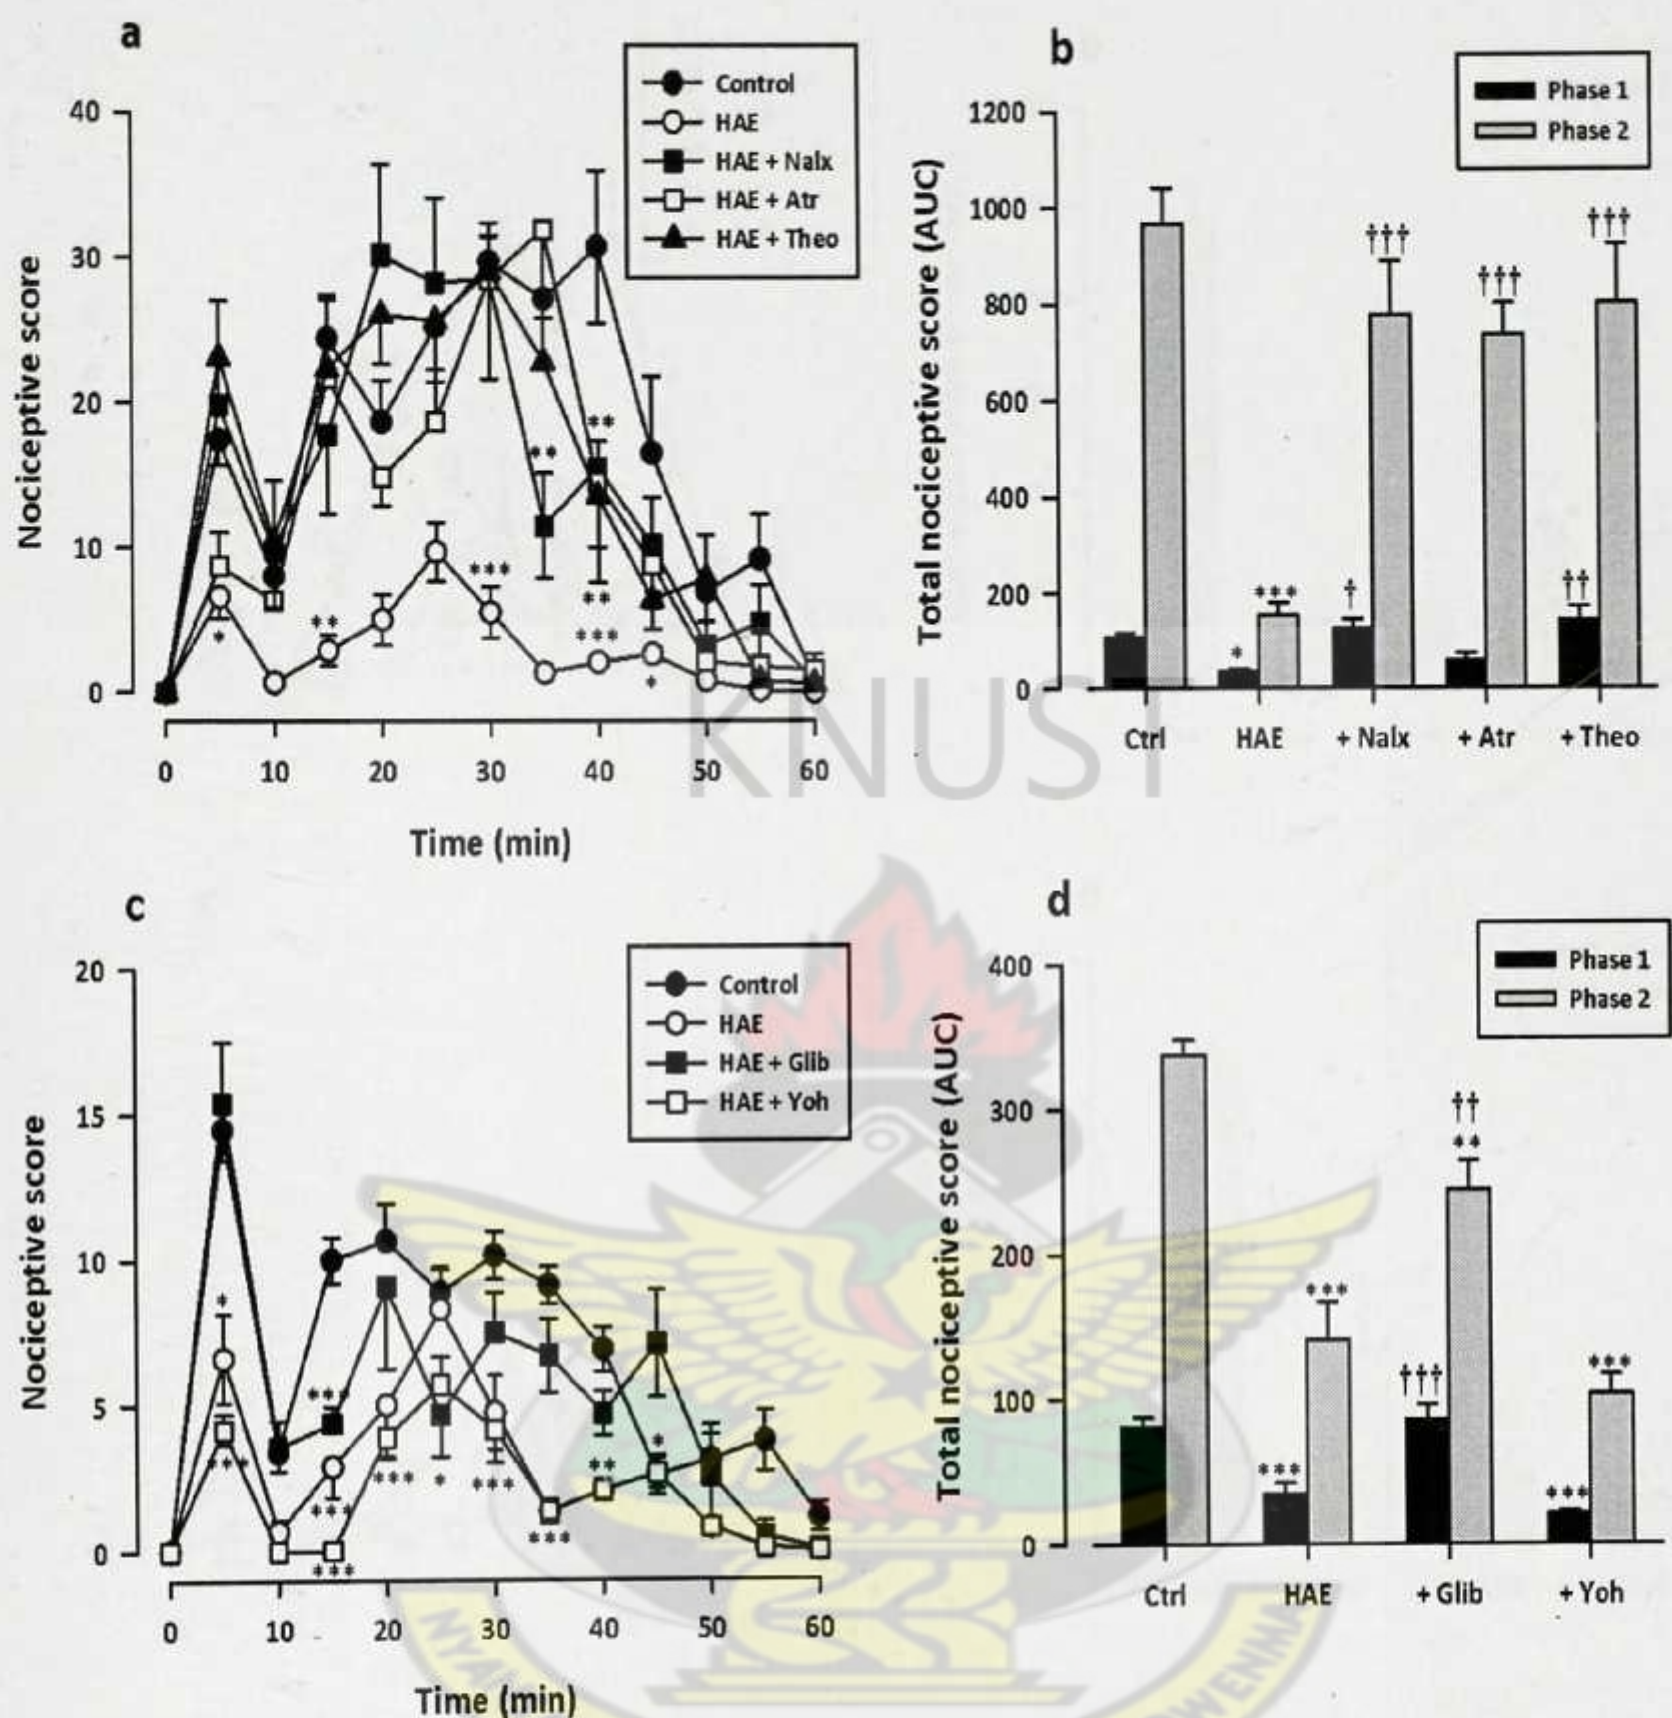 a
Nociceptive score
40
30
20
10
0
Control
HAE
HAE + Nalx
HAE + Atr
HAE + Theo
*
**
***
**
**
**
***
*
0 10 20 30 40 50 60
Time (min)
b
Total nociceptive score (AUC)
1200
1000
800
600
400
200
0
Phase 1
Phase 2
*
***
†
†††
†††
††
†††
Ctrl HAE + Nalx + Atr + Theo
KNUST
c
Nociceptive score
20
15
10
5
0
Control
HAE
HAE + Glib
HAE + Yoh
*
***
***
***
***
***
*
***
***
**
*
0 10 20 30 40 50 60
Time (min)
d
Total nociceptive score (AUC)
400
300
200
100
0
Phase 1
Phase 2
***
***
†††
††
**
***
***
Ctrl HAE + Glib + Yoh